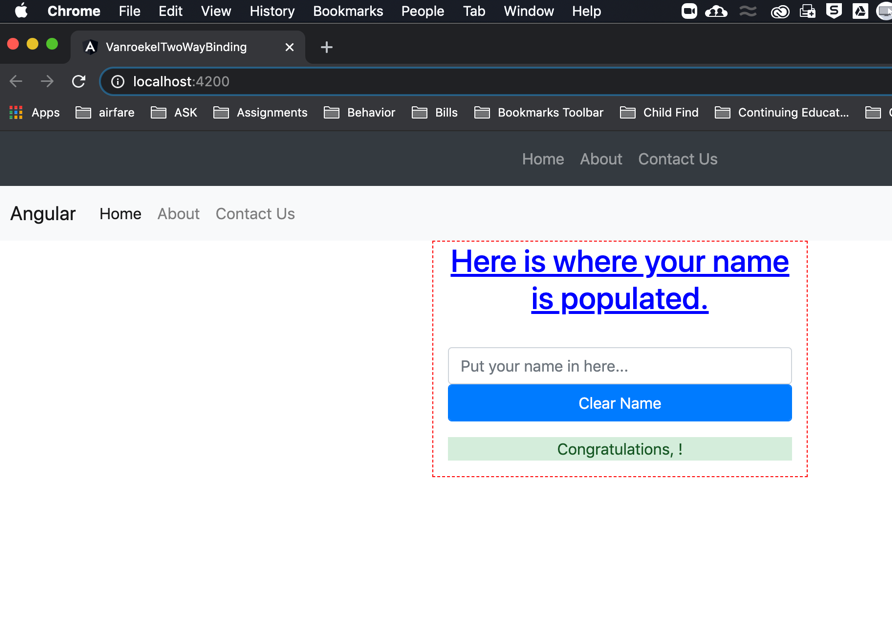 Chrome File Edit View History Bookmarks People Tab Window Help
VanroekelTwoWayBinding
localhost:4200
Apps airfare ASK Assignments Behavior Bills Bookmarks Toolbar Child Find Continuing Educat...
Home About Contact Us
Angular Home About Contact Us
Here is where your name
is populated.
Put your name in here...
Clear Name
Congratulations, !